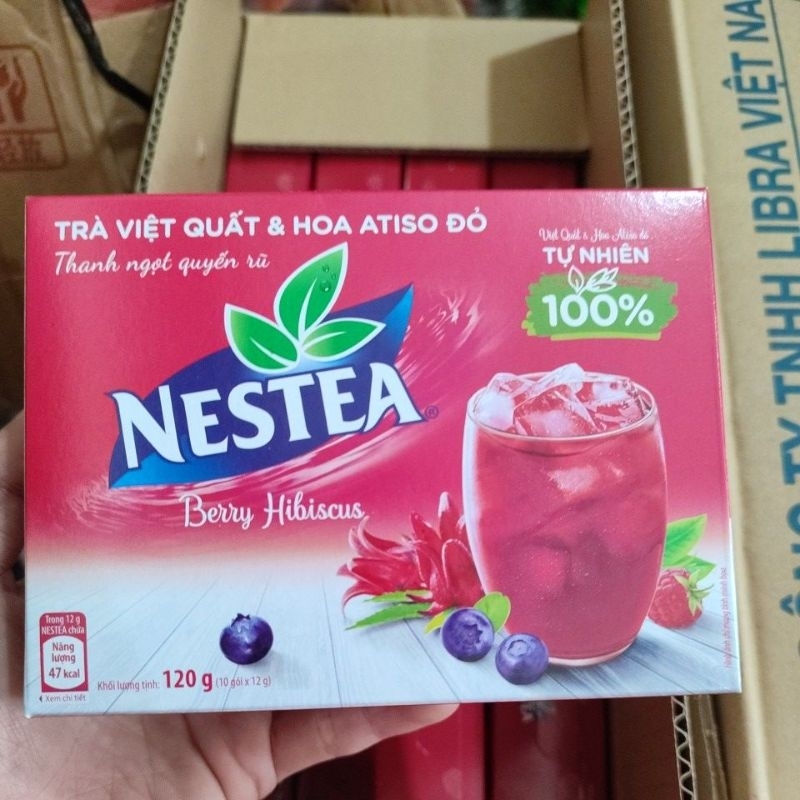 TRÀ VIỆT QUẤT & HOA ATISO ĐỎ
Thanh ngọt quyến rũ
Việt Quất & Hoa Atiso đỏ
TỰ NHIÊN
100%
NESTEA®
Berry Hibiscus
Trong 12 g
NESTEA chứa
Năng
lượng
47 kcal
Xem chi tiết
Khối lượng tịnh: 120 g (10 gói x 12 g)
CÔNG TY TNHH LIBRA VIỆT NA